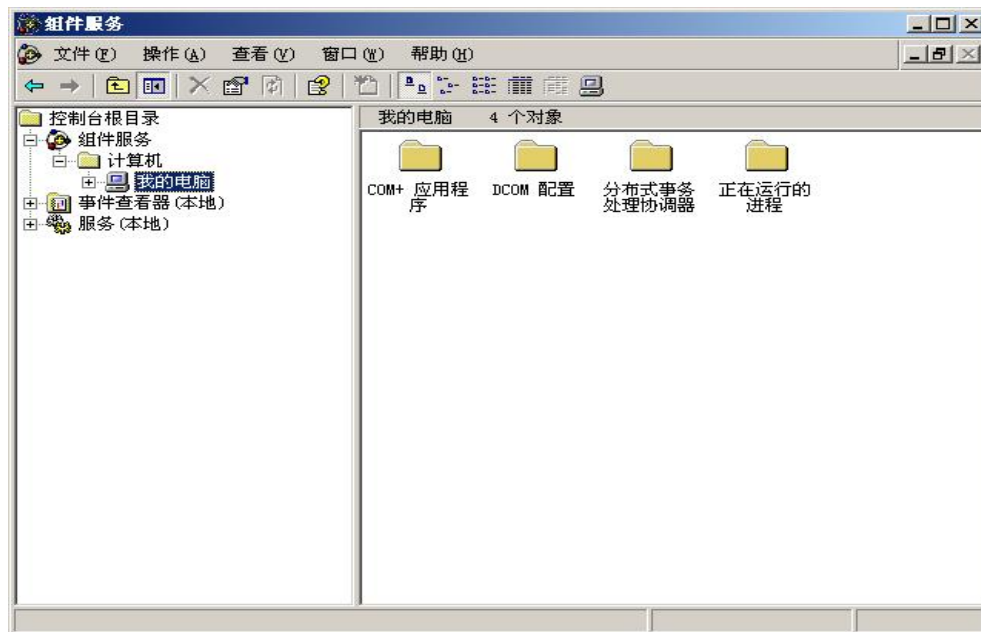 组件服务
文件(F) 操作(A) 查看(V) 窗口(W) 帮助(H)
控制台根目录
组件服务
计算机
我的电脑
事件查看器(本地)
服务(本地)
我的电脑 4 个对象
COM+ 应用程
序
DCOM 配置
分布式事务
处理协调器
正在运行的
进程